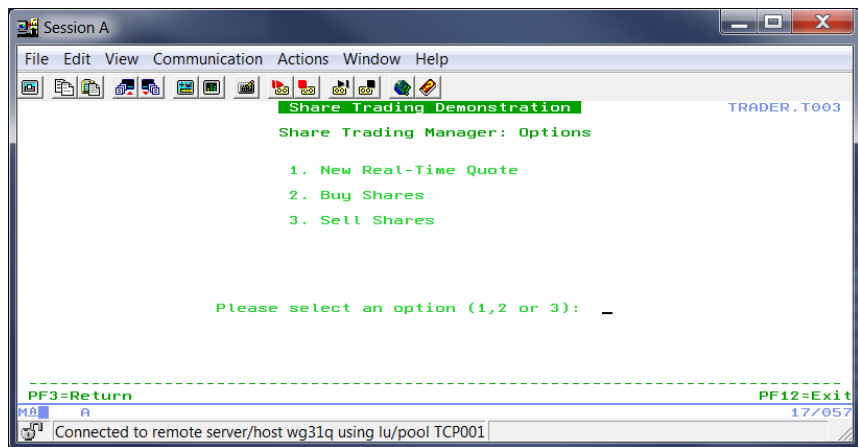 Session A
File Edit View Communication Actions Window Help
Share Trading Demonstration TRADER.T003
Share Trading Manager: Options
1. New Real-Time Quote
2. Buy Shares
3. Sell Shares
Please select an option (1,2 or 3): _
PF3=Return PF12=Exit
MA A 17/057
Connected to remote server/host wg31q using lu/pool TCP001